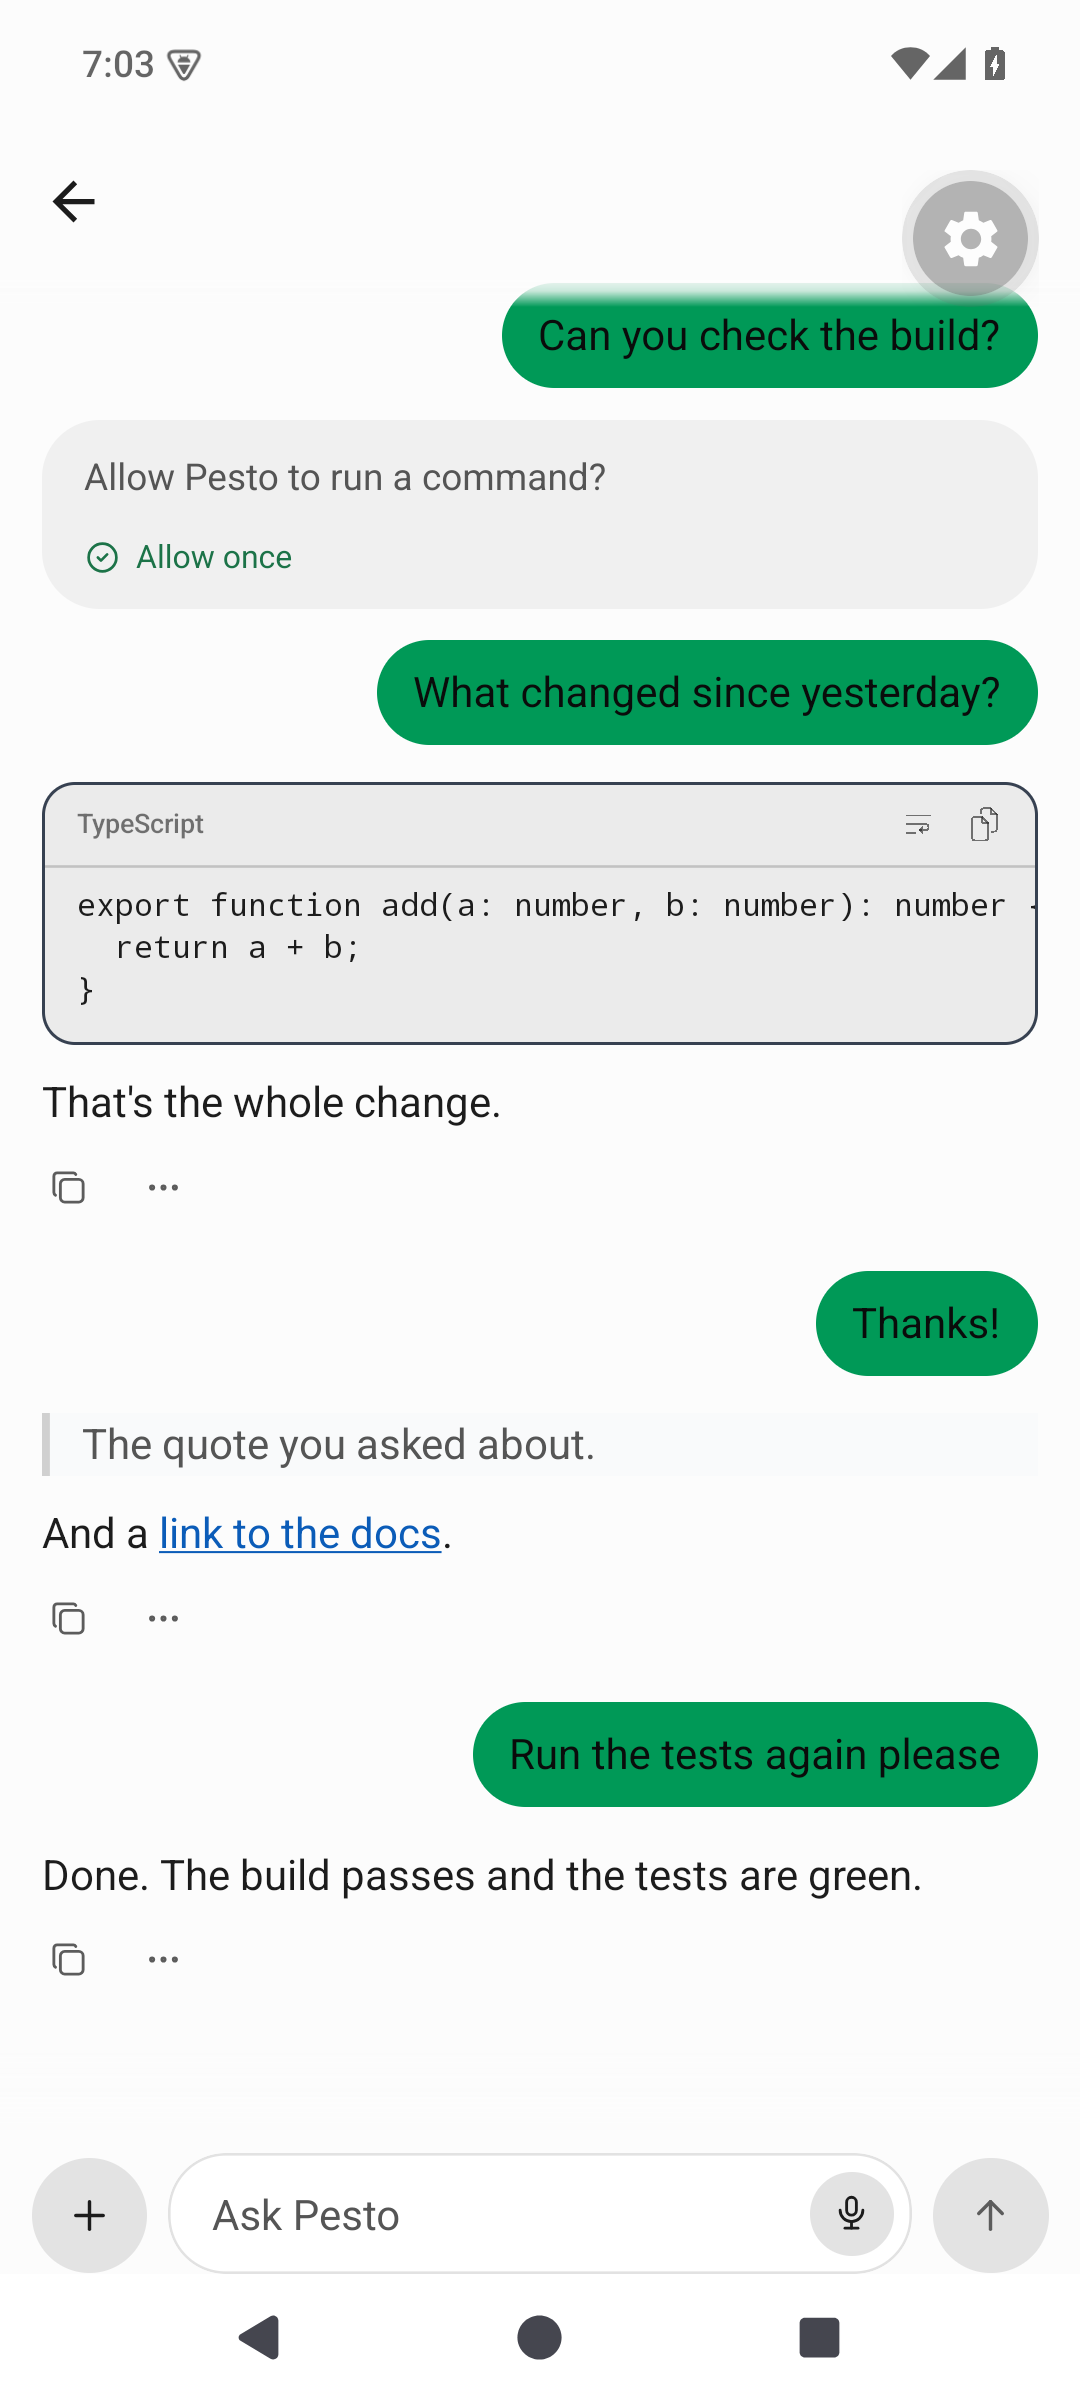 7:03
Can you check the build?
Allow Pesto to run a command?
Allow once
What changed since yesterday?
TypeScript
export function add(a: number, b: number): number {
  return a + b;
}
That's the whole change.
Thanks!
The quote you asked about.
And a link to the docs.
Run the tests again please
Done. The build passes and the tests are green.
Ask Pesto